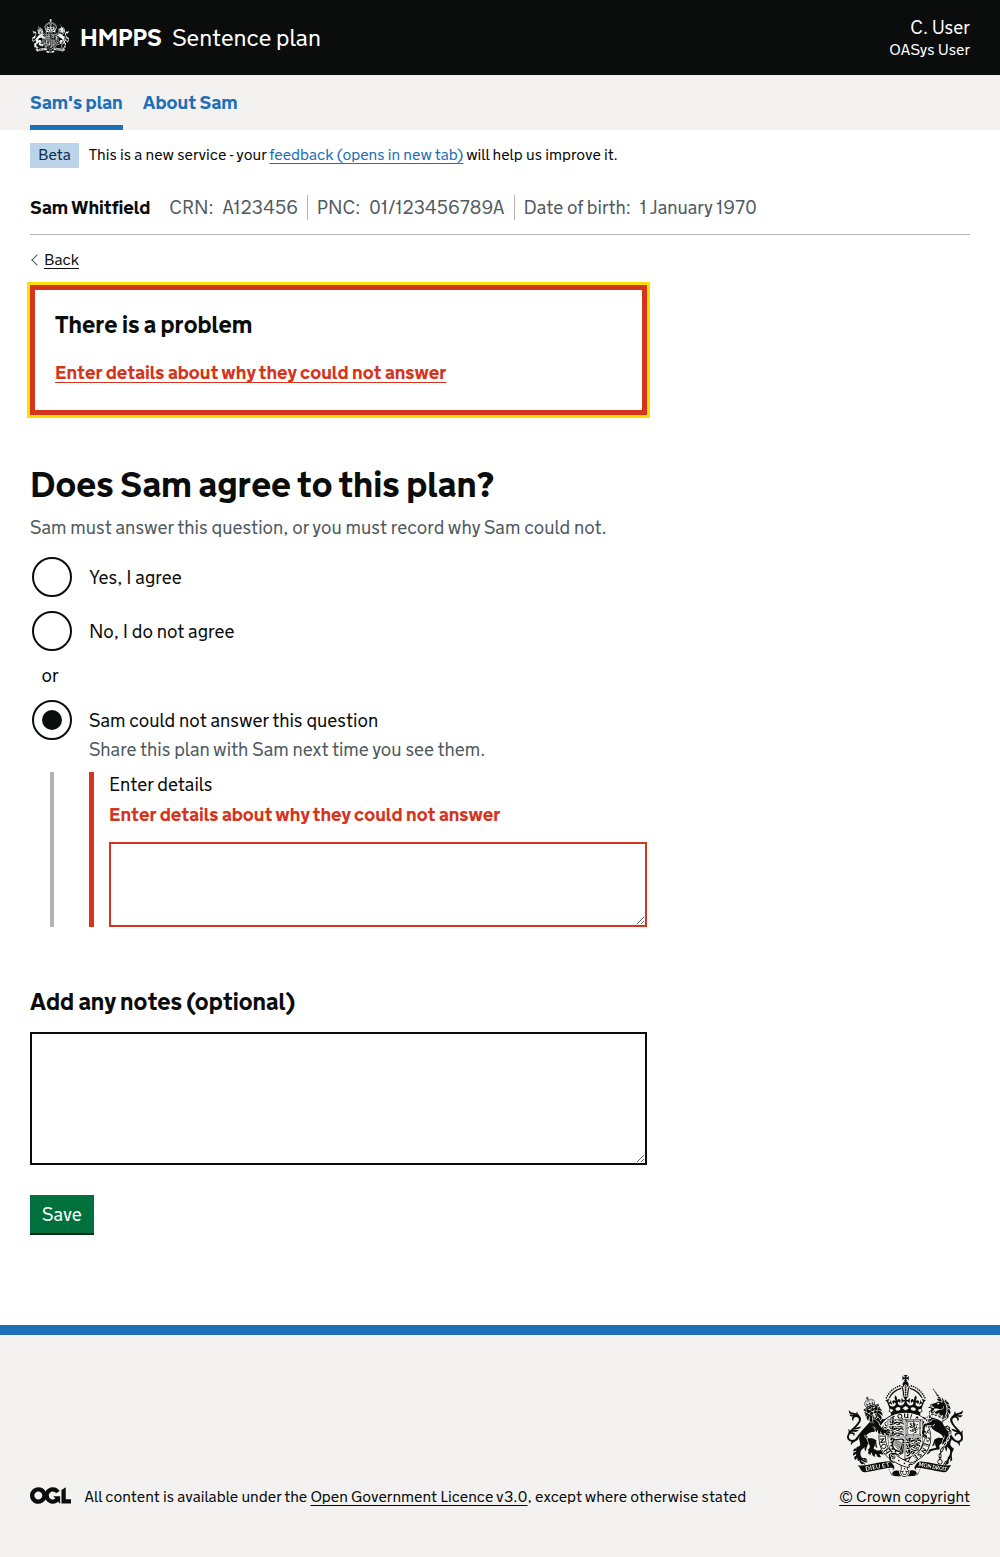 HMPPS Sentence plan
C. User
OASys User
Sam's plan About Sam
Beta This is a new service - your feedback (opens in new tab) will help us improve it.
Sam Whitfield CRN: A123456 PNC: 01/123456789A Date of birth: 1 January 1970
Back
There is a problem
Enter details about why they could not answer
Does Sam agree to this plan?
Sam must answer this question, or you must record why Sam could not.
Yes, I agree
No, I do not agree
or
Sam could not answer this question
Share this plan with Sam next time you see them.
Enter details
Enter details about why they could not answer
Add any notes (optional)
Save
DIEU ET MON DROIT
OGL All content is available under the Open Government Licence v3.0, except where otherwise stated
© Crown copyright